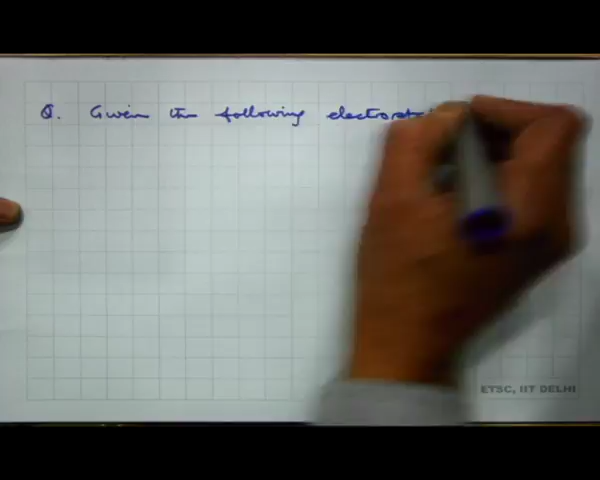 Q. Given the following
ETSC, IIT DELHI